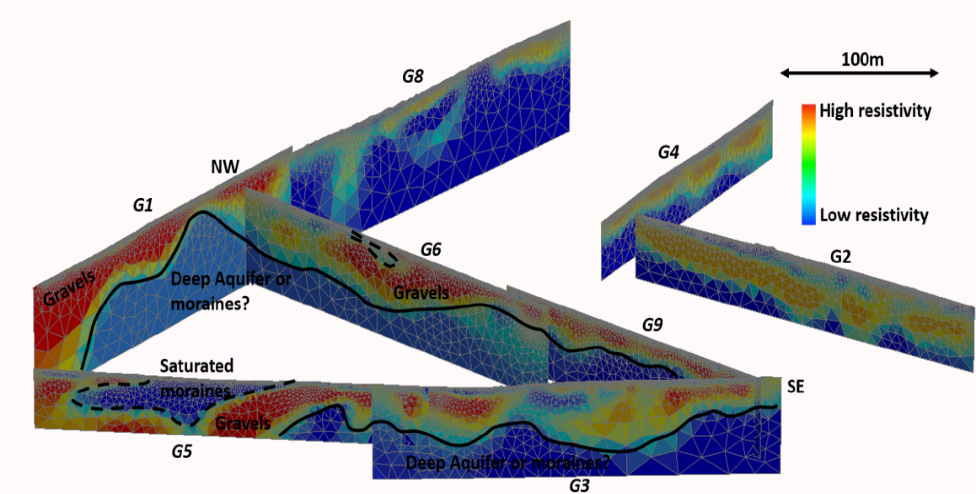 G8
100m
High resistivity
Low resistivity
G4
NW
G1
G6
G2
Gravels
Deep Aquifer or
moraines?
Gravels
G9
Saturated
moraines
SE
Gravels
G5
Deep Aquifer or moraines?
G3